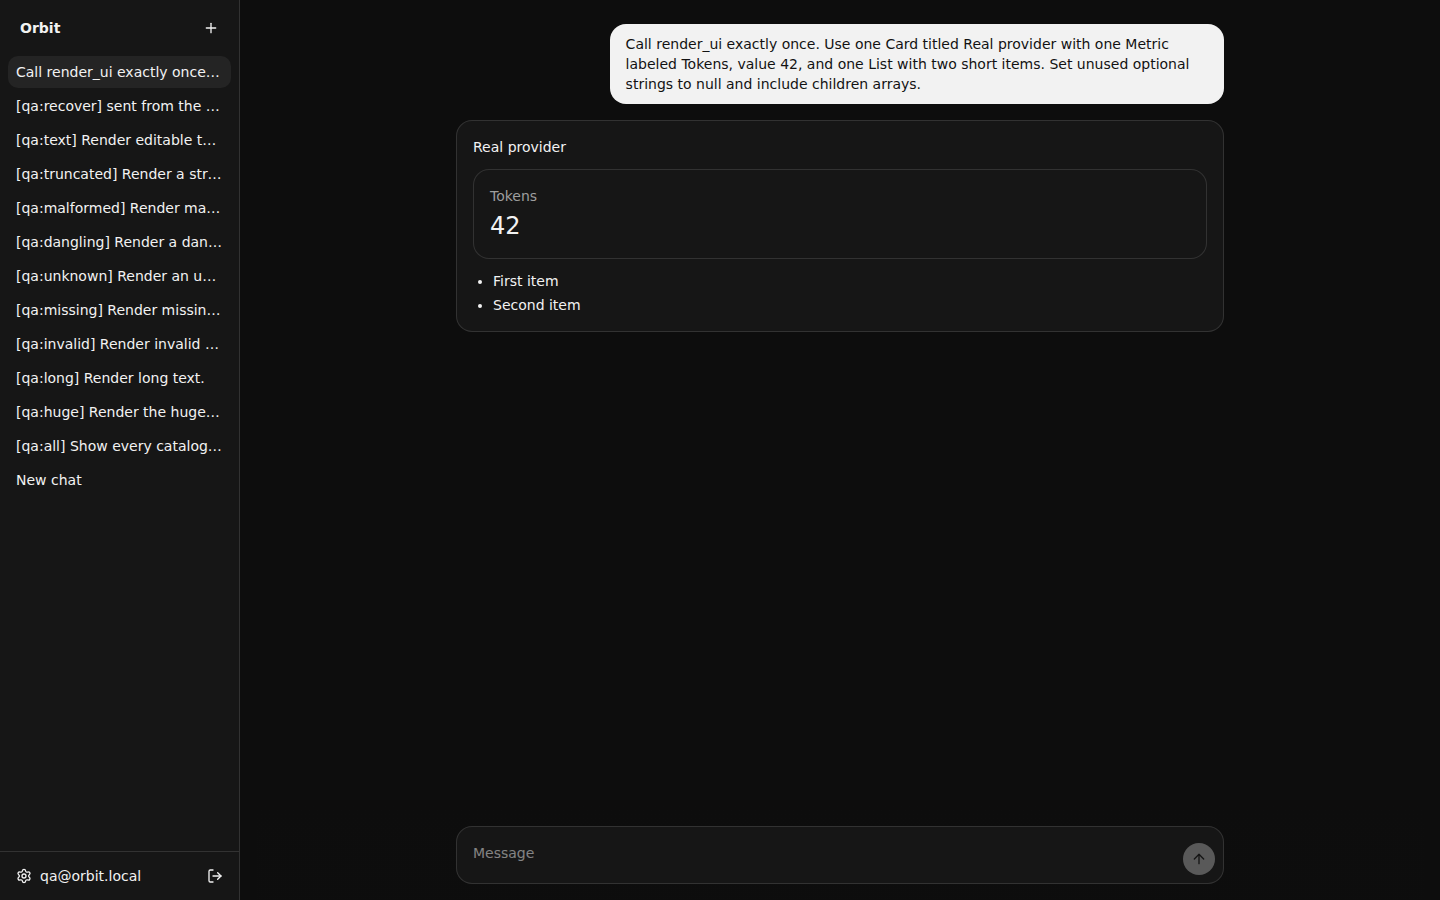 Orbit
Call render_ui exactly once…
[qa:recover] sent from the …
[qa:text] Render editable t…
[qa:truncated] Render a str…
[qa:malformed] Render ma…
[qa:dangling] Render a dan…
[qa:unknown] Render an u…
[qa:missing] Render missin…
[qa:invalid] Render invalid …
[qa:long] Render long text.
[qa:huge] Render the huge…
[qa:all] Show every catalog…
New chat
qa@orbit.local
Call render_ui exactly once. Use one Card titled Real provider with one Metric
labeled Tokens, value 42, and one List with two short items. Set unused optional
strings to null and include children arrays.
Real provider
Tokens
42
• First item
• Second item
Message